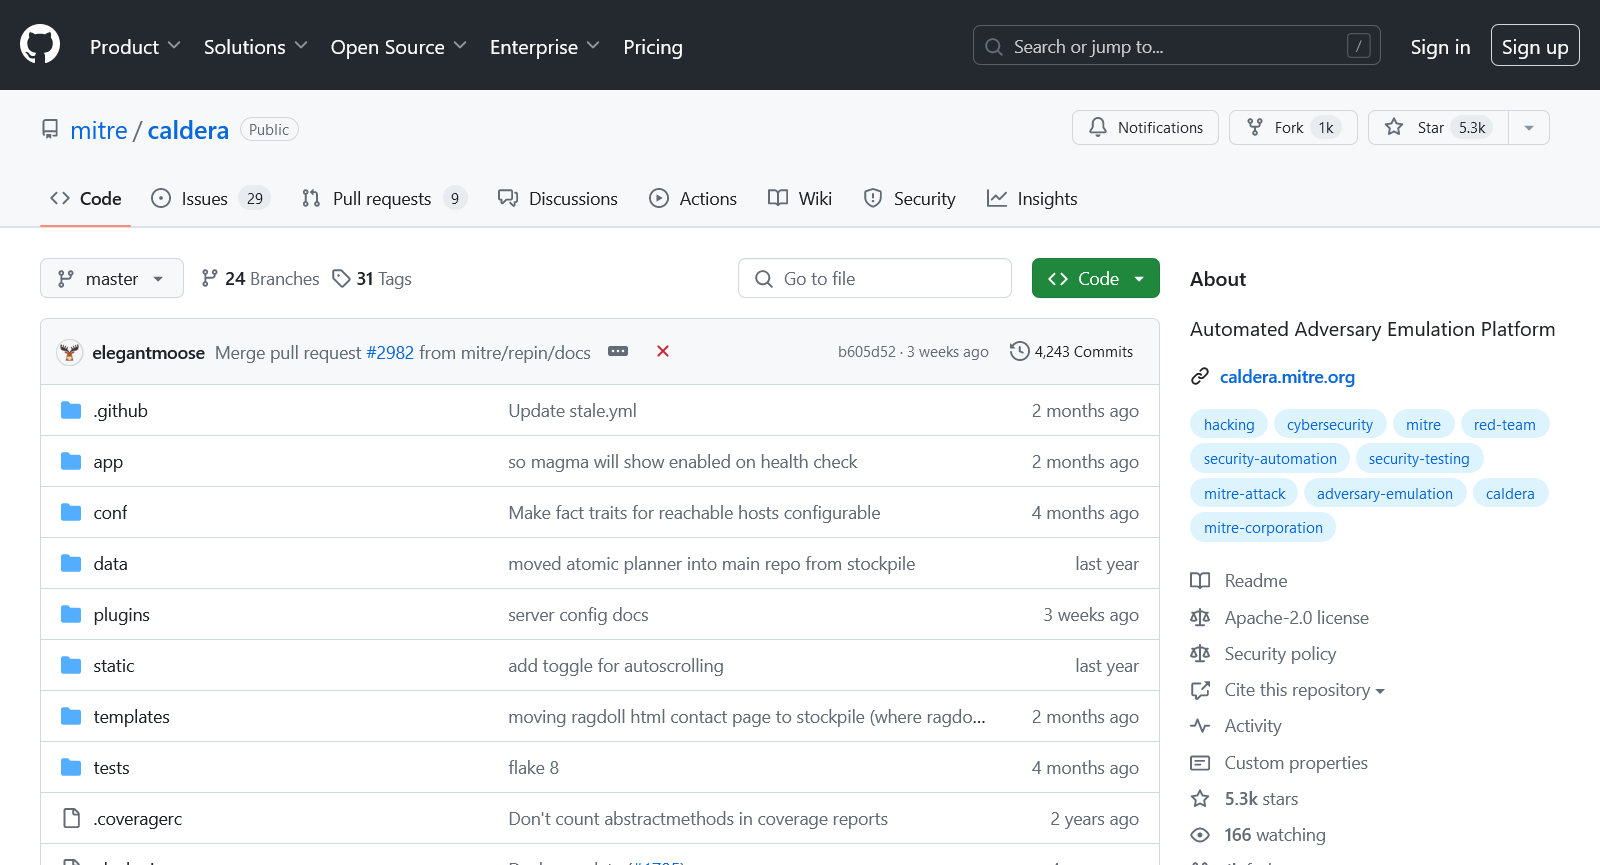 Product Solutions Open Source Enterprise Pricing Search or jump to... / Sign in Sign up
mitre / caldera Public Notifications Fork 1k Star 5.3k
Code Issues 29 Pull requests 9 Discussions Actions Wiki Security Insights
master 24 Branches 31 Tags Go to file Code
elegantmoose Merge pull request #2982 from mitre/repin/docs b605d52 · 3 weeks ago 4,243 Commits
.github Update stale.yml 2 months ago
app so magma will show enabled on health check 2 months ago
conf Make fact traits for reachable hosts configurable 4 months ago
data moved atomic planner into main repo from stockpile last year
plugins server config docs 3 weeks ago
static add toggle for autoscrolling last year
templates moving ragdoll html contact page to stockpile (where ragdo... 2 months ago
tests flake 8 4 months ago
.coveragerc Don't count abstractmethods in coverage reports 2 years ago
About
Automated Adversary Emulation Platform
caldera.mitre.org
hacking cybersecurity mitre red-team
security-automation security-testing
mitre-attack adversary-emulation caldera
mitre-corporation
Readme
Apache-2.0 license
Security policy
Cite this repository
Activity
Custom properties
5.3k stars
166 watching